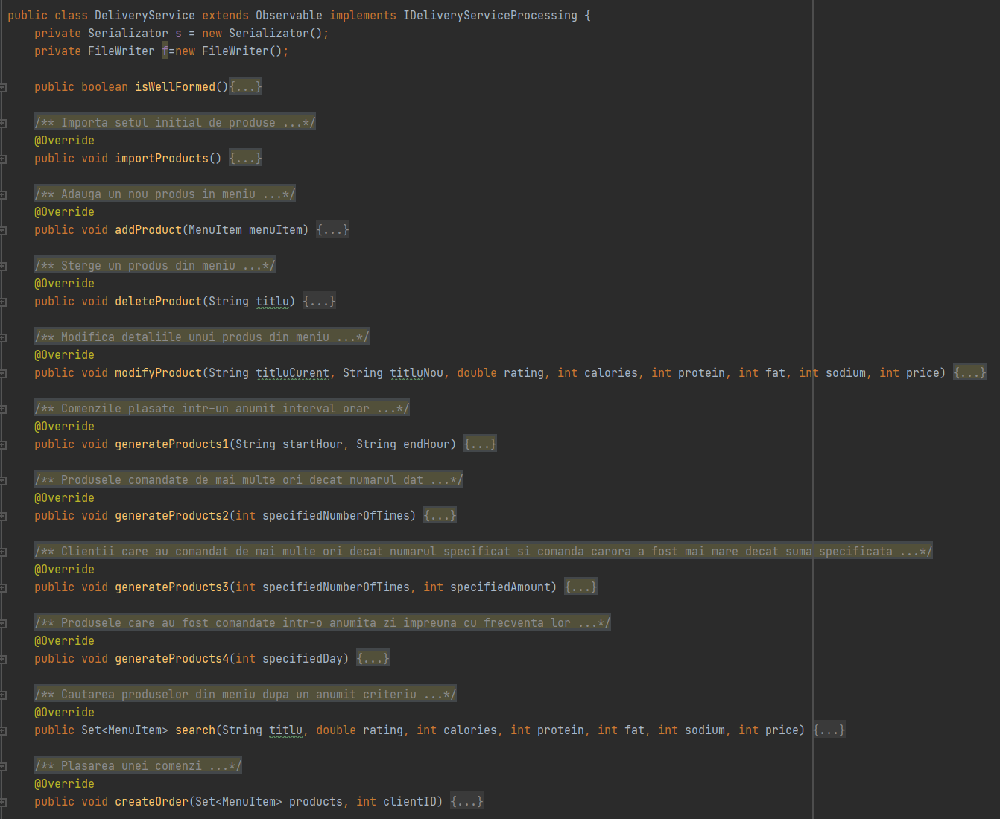 public class DeliveryService extends Observable implements IDeliveryServiceProcessing {
private Serializator s = new Serializator();
private FileWriter f=new FileWriter();
public boolean isWellFormed(){...}
/** Importa setul initial de produse ...*/
@Override
public void importProducts() {...}
/** Adauga un nou produs in meniu ...*/
@Override
public void addProduct(MenuItem menuItem) {...}
/** Sterge un produs din meniu ...*/
@Override
public void deleteProduct(String titlu) {...}
/** Modifica detaliile unui produs din meniu ...*/
@Override
public void modifyProduct(String titluCurent, String titluNou, double rating, int calories, int protein, int fat, int sodium, int price) {...}
/** Comenzile plasate intr-un anumit interval orar ...*/
@Override
public void generateProducts1(String startHour, String endHour) {...}
/** Produsele comandate de mai multe ori decat numarul dat ...*/
@Override
public void generateProducts2(int specifiedNumberOfTimes) {...}
/** Clientii care au comandat de mai multe ori decat numarul specificat si comanda carora a fost mai mare decat suma specificata ...*/
@Override
public void generateProducts3(int specifiedNumberOfTimes, int specifiedAmount) {...}
/** Produsele care au fost comandate intr-o anumita zi impreuna cu frecventa lor ...*/
@Override
public void generateProducts4(int specifiedDay) {...}
/** Cautarea produselor din meniu dupa un anumit criteriu ...*/
@Override
public Set<MenuItem> search(String titlu, double rating, int calories, int protein, int fat, int sodium, int price) {...}
/** Plasarea unei comenzi ...*/
@Override
public void createOrder(Set<MenuItem> products, int clientID) {...}